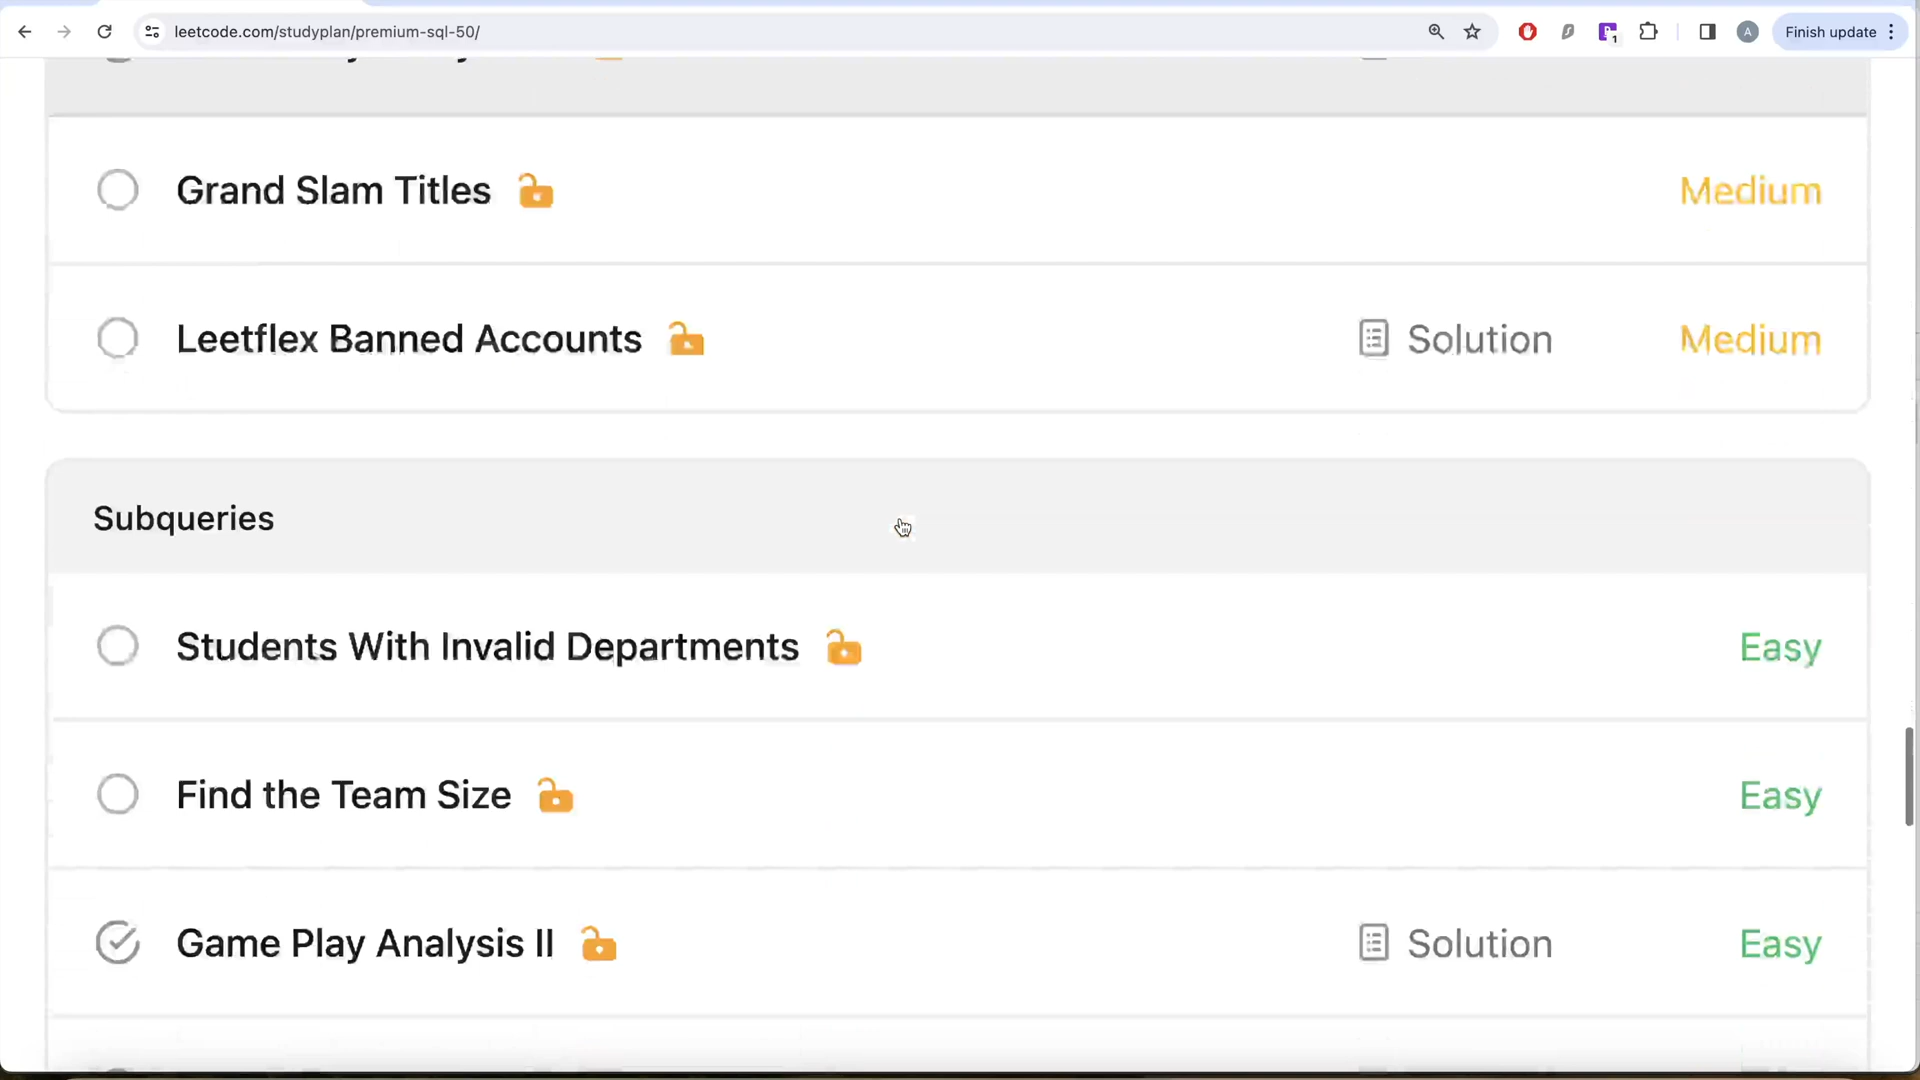 leetcode.com/studyplan/premium-sql-50/
1
A
Finish update
Grand Slam Titles
Medium
Leetflex Banned Accounts
Solution
Medium
Subqueries
Students With Invalid Departments
Easy
Find the Team Size
Easy
Game Play Analysis II
Solution
Easy